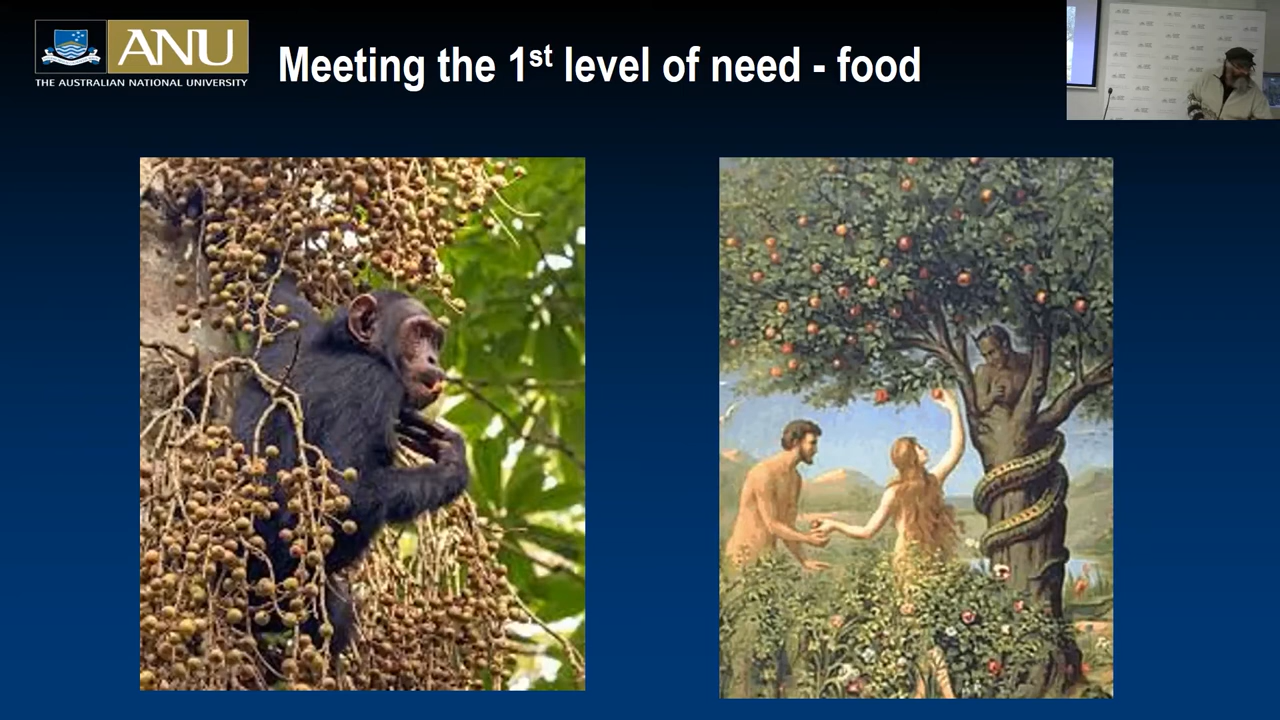 ANU
THE AUSTRALIAN NATIONAL UNIVERSITY
Meeting the 1st level of need - food